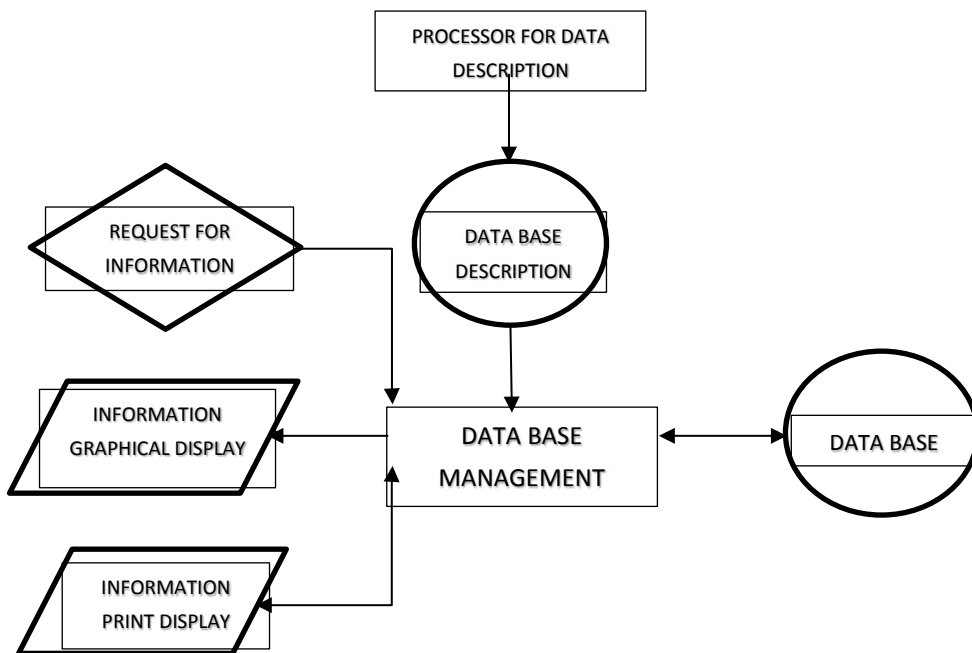 PROCESSOR FOR DATA
DESCRIPTION
REQUEST FOR
INFORMATION
DATA BASE
DESCRIPTION
INFORMATION
GRAPHICAL DISPLAY
DATA BASE
MANAGEMENT
DATA BASE
INFORMATION
PRINT DISPLAY